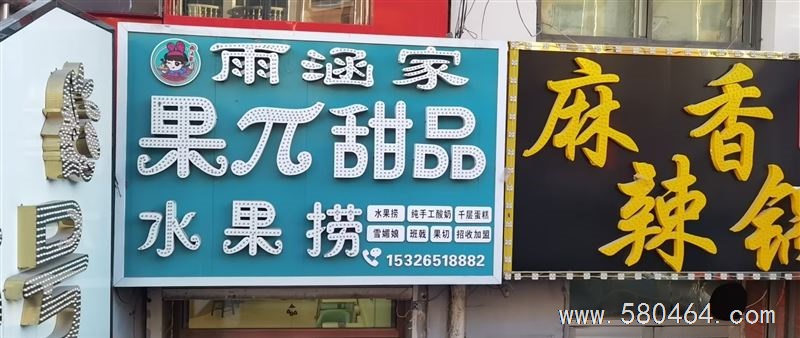 雨涵家
果π甜品
水果捞
水果捞 纯手工酸奶 千层蛋糕
雪媚娘 班戟 果切 招收加盟
15326518882
麻香
辣锅
www.580464.com